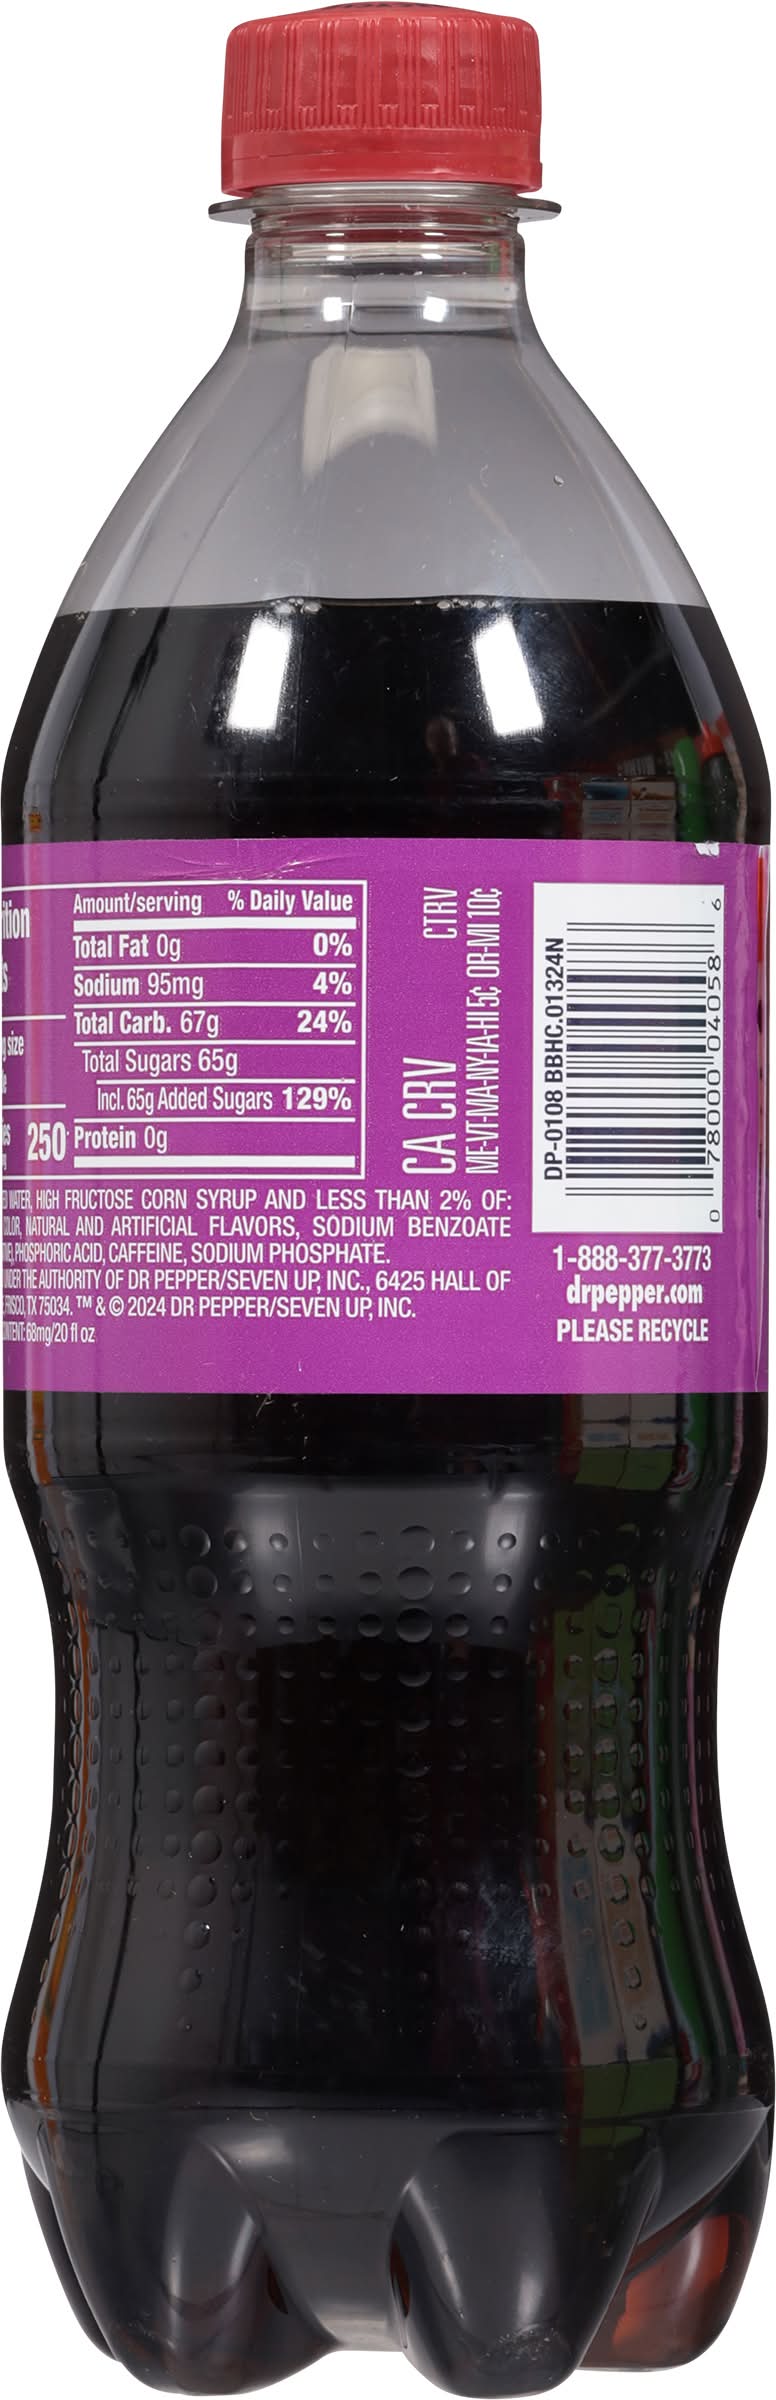 Amount/serving % Daily Value
Total Fat 0g 0%
Sodium 95mg 4%
Total Carb. 67g 24%
Total Sugars 65g
Incl. 65g Added Sugars 129%
Protein 0g
size
250
WATER, HIGH FRUCTOSE CORN SYRUP AND LESS THAN 2% OF:
COLOR, NATURAL AND ARTIFICIAL FLAVORS, SODIUM BENZOATE
PHOSPHORIC ACID, CAFFEINE, SODIUM PHOSPHATE.
UNDER THE AUTHORITY OF DR PEPPER/SEVEN UP, INC., 6425 HALL OF
FRISCO, TX 75034. ™ & © 2024 DR PEPPER/SEVEN UP, INC.
CONTENT: 68mg/20 fl oz
CA CRV
CTRV
ME-VT-MA-NY-IA-HI 5¢ OR-MI 10¢
DP-0108 BBHC.01324N
0 78000 04058 6
1-888-377-3773
drpepper.com
PLEASE RECYCLE